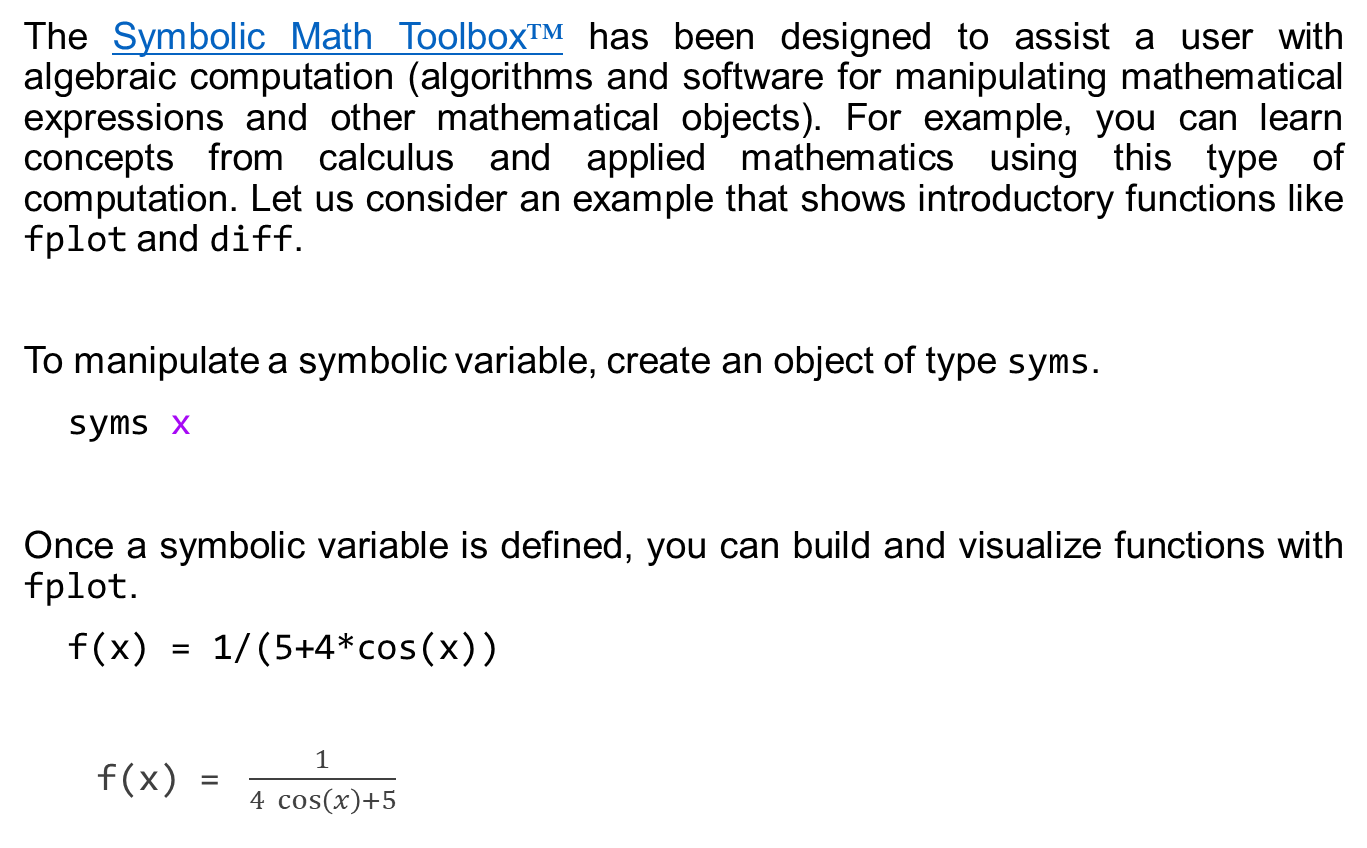 The Symbolic Math Toolbox™ has been designed to assist a user with
algebraic computation (algorithms and software for manipulating mathematical
expressions and other mathematical objects). For example, you can learn
concepts from calculus and applied mathematics using this type of
computation. Let us consider an example that shows introductory functions like
fplot and diff.
To manipulate a symbolic variable, create an object of type syms.
syms x
Once a symbolic variable is defined, you can build and visualize functions with
fplot.
f(x) = 1/(5+4*cos(x))
f(x) = 1
4 cos(x)+5